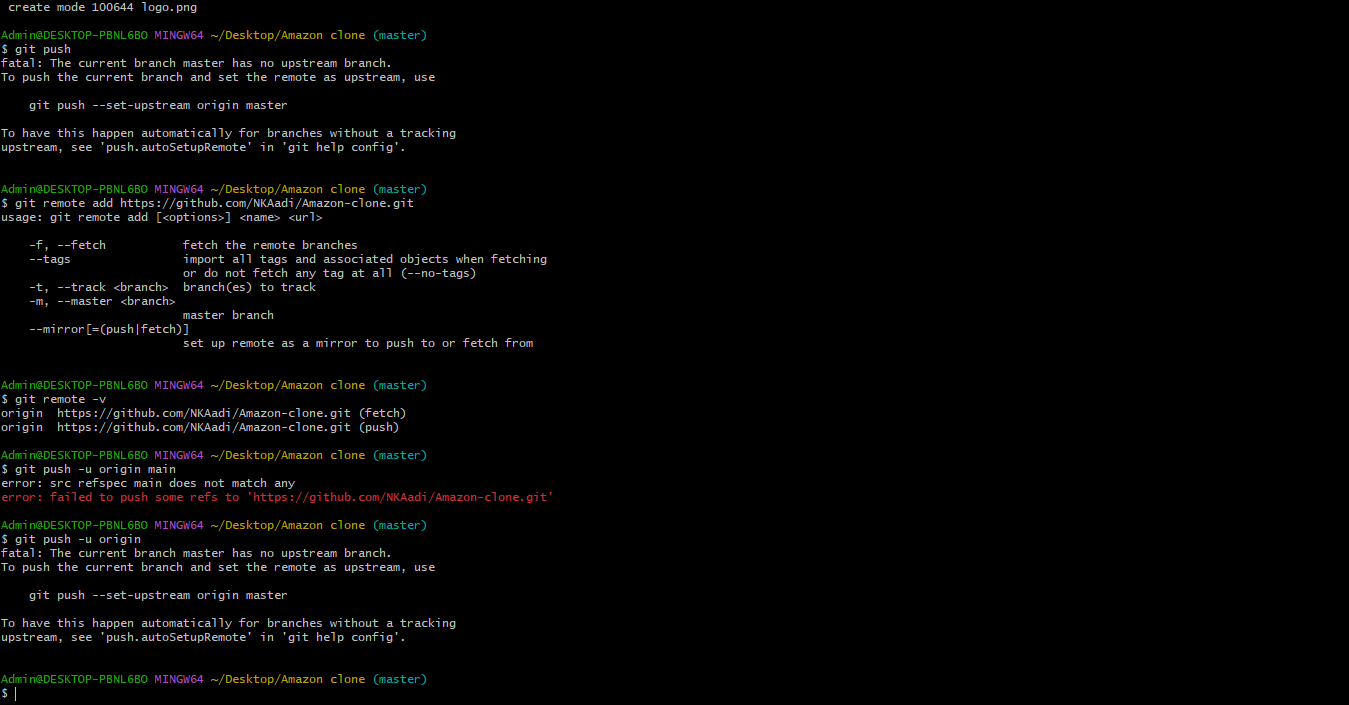 create mode 100644 logo.png
Admin@DESKTOP-PBNL6BO MINGW64 ~/Desktop/Amazon clone (master)
$ git push
fatal: The current branch master has no upstream branch.
To push the current branch and set the remote as upstream, use
git push --set-upstream origin master
To have this happen automatically for branches without a tracking
upstream, see 'push.autoSetupRemote' in 'git help config'.
Admin@DESKTOP-PBNL6BO MINGW64 ~/Desktop/Amazon clone (master)
$ git remote add https://github.com/NKAadi/Amazon-clone.git
usage: git remote add [<options>] <name> <url>
-f, --fetch           fetch the remote branches
--tags                import all tags and associated objects when fetching
or do not fetch any tag at all (--no-tags)
-t, --track <branch>  branch(es) to track
-m, --master <branch>
master branch
--mirror[=(push|fetch)]
set up remote as a mirror to push to or fetch from
Admin@DESKTOP-PBNL6BO MINGW64 ~/Desktop/Amazon clone (master)
$ git remote -v
origin  https://github.com/NKAadi/Amazon-clone.git (fetch)
origin  https://github.com/NKAadi/Amazon-clone.git (push)
Admin@DESKTOP-PBNL6BO MINGW64 ~/Desktop/Amazon clone (master)
$ git push -u origin main
error: src refspec main does not match any
error: failed to push some refs to 'https://github.com/NKAadi/Amazon-clone.git'
Admin@DESKTOP-PBNL6BO MINGW64 ~/Desktop/Amazon clone (master)
$ git push -u origin
fatal: The current branch master has no upstream branch.
To push the current branch and set the remote as upstream, use
git push --set-upstream origin master
To have this happen automatically for branches without a tracking
upstream, see 'push.autoSetupRemote' in 'git help config'.
Admin@DESKTOP-PBNL6BO MINGW64 ~/Desktop/Amazon clone (master)
$